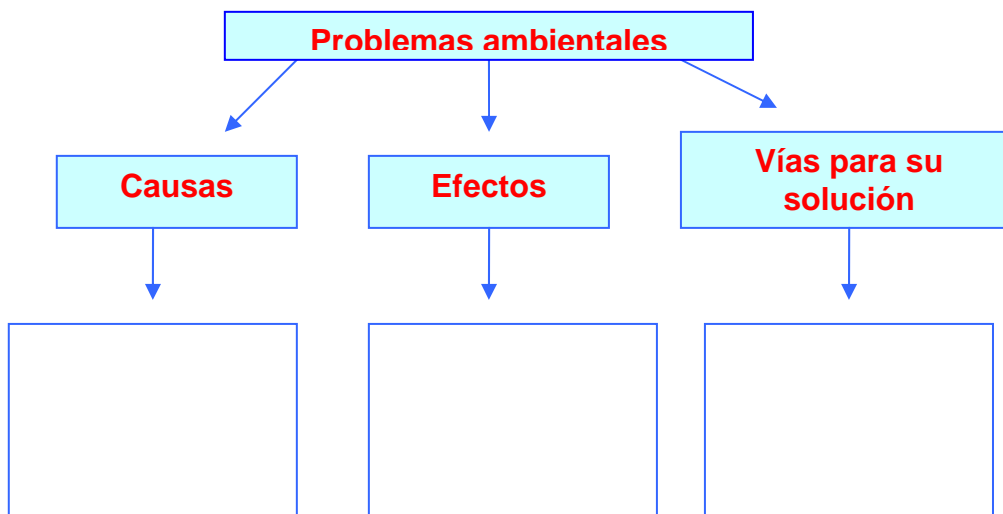 Problemas ambientales
Causas
Efectos
Vías para su
solución